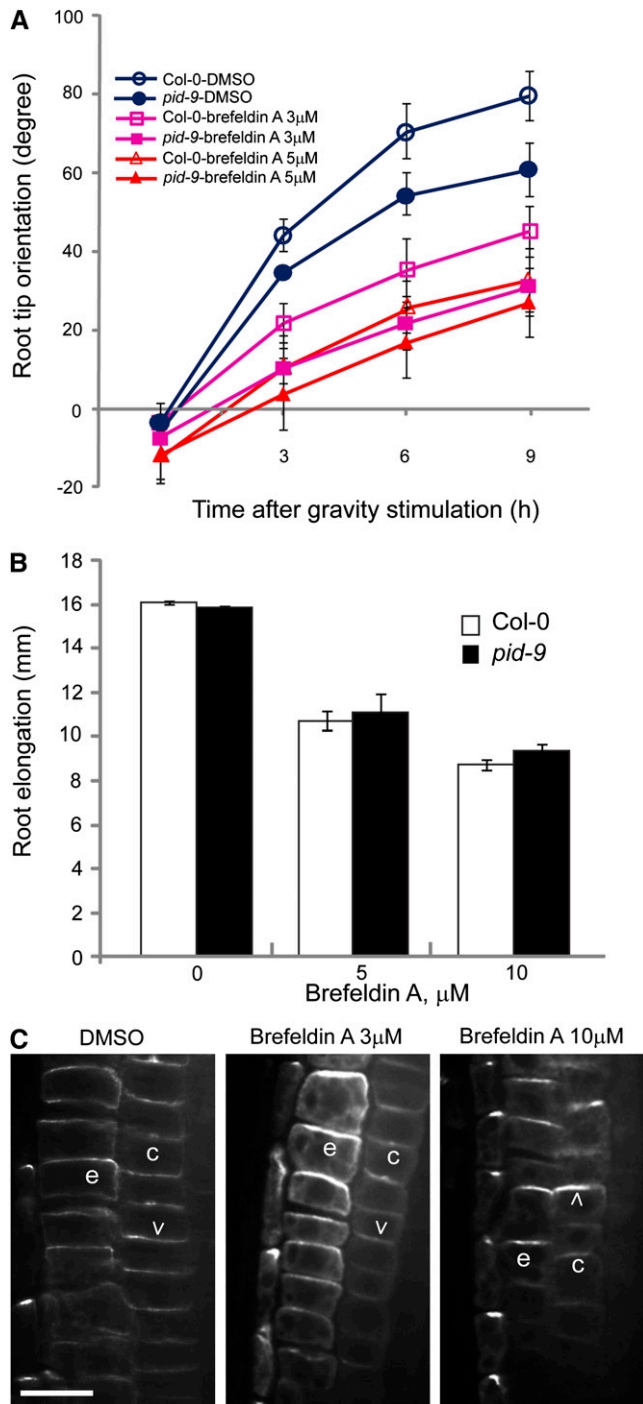 A
Root tip orientation (degree)
100
80
60
40
20
0
-20
Col-0-DMSO
pid-9-DMSO
Col-0-brefeldin A 3µM
pid-9-brefeldin A 3µM
Col-0-brefeldin A 5µM
pid-9-brefeldin A 5µM
3 6 9
Time after gravity stimulation (h)
B
Root elongation (mm)
18
16
14
12
10
8
6
4
2
0
Col-0
pid-9
0 5 10
Brefeldin A, µM
C
DMSO Brefeldin A 3µM Brefeldin A 10µM
e c v
e c v
^ e c